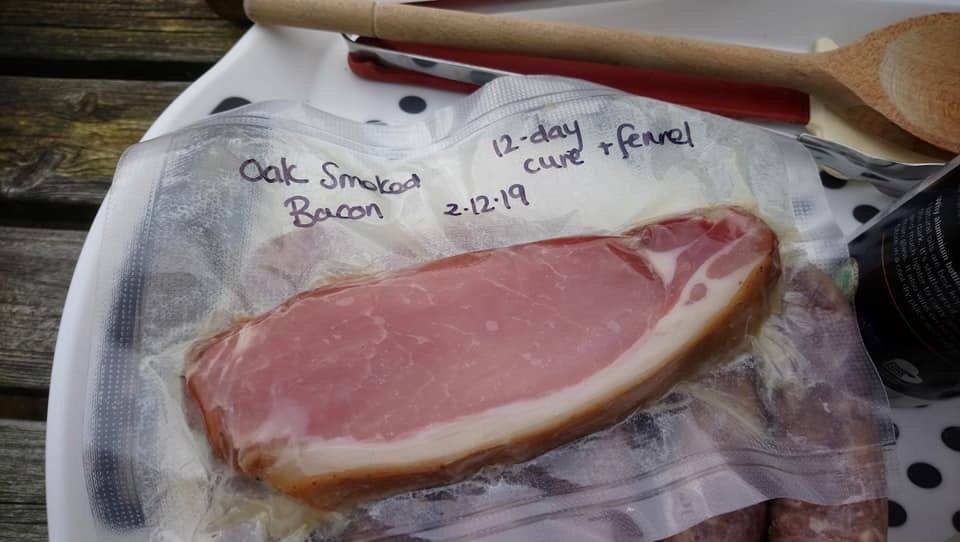 Oak Smoked
Bacon 2.12.19
12-day
cure + fennel